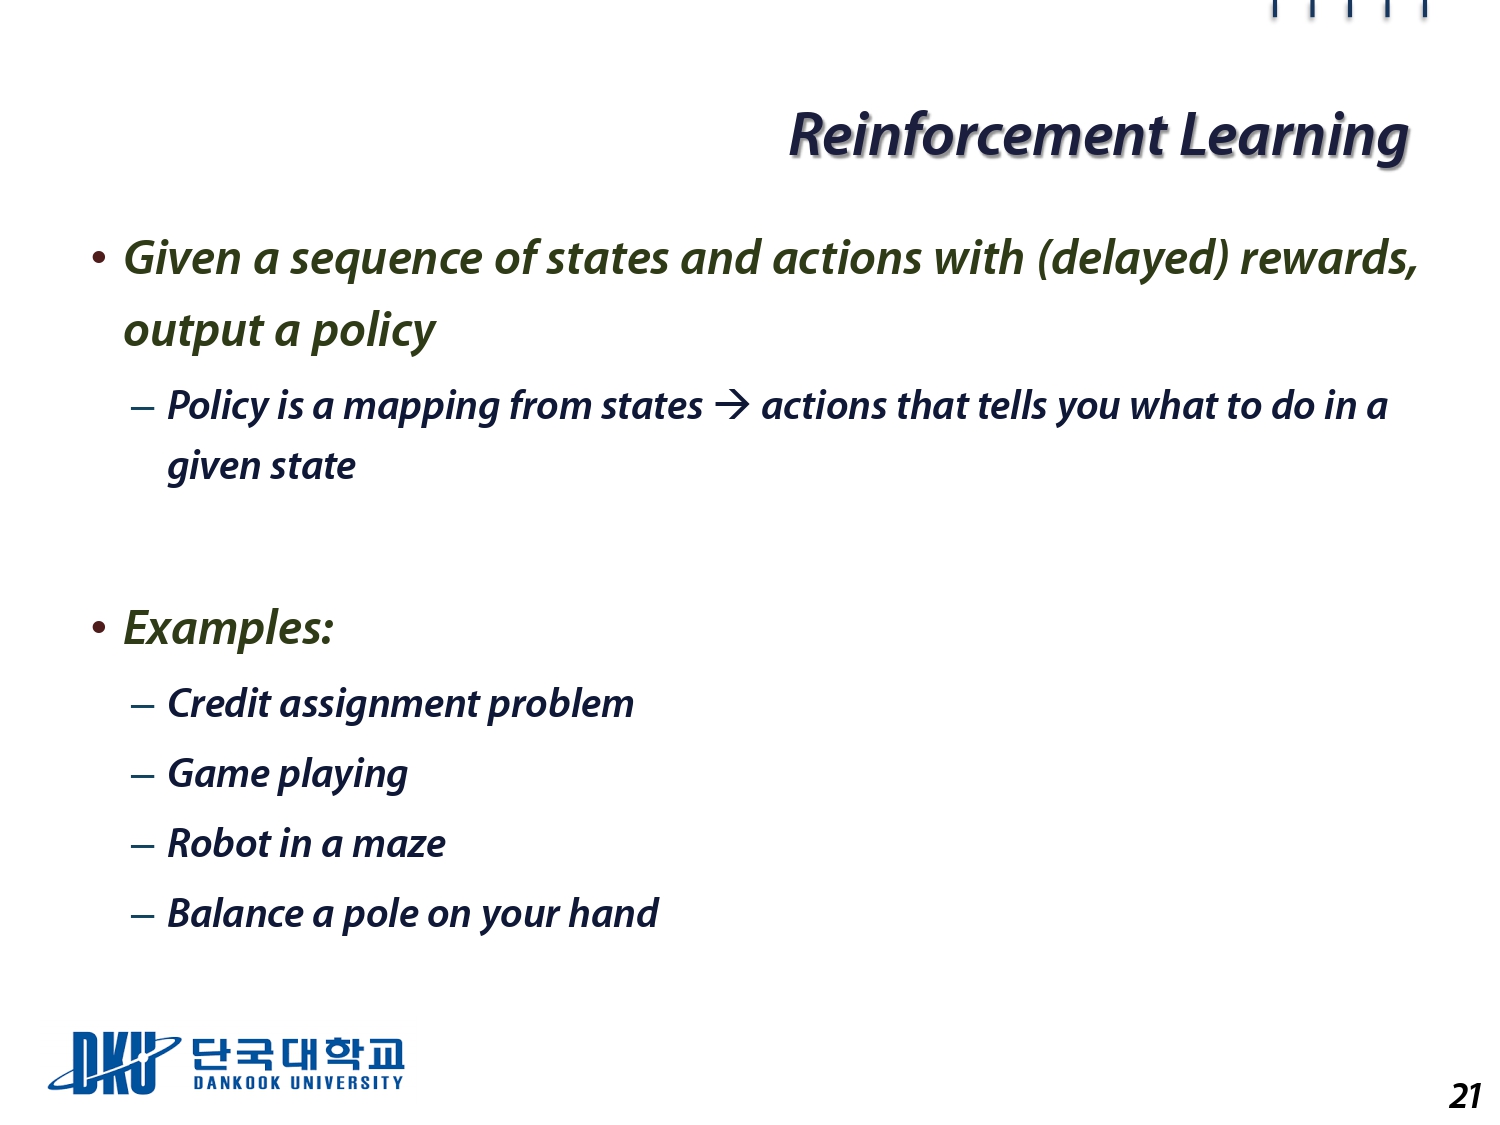 Reinforcement Learning
• Given a sequence of states and actions with (delayed) rewards,
output a policy
– Policy is a mapping from states → actions that tells you what to do in a
given state
• Examples:
– Credit assignment problem
– Game playing
– Robot in a maze
– Balance a pole on your hand
DKU 단국대학교
DANKOOK UNIVERSITY
21